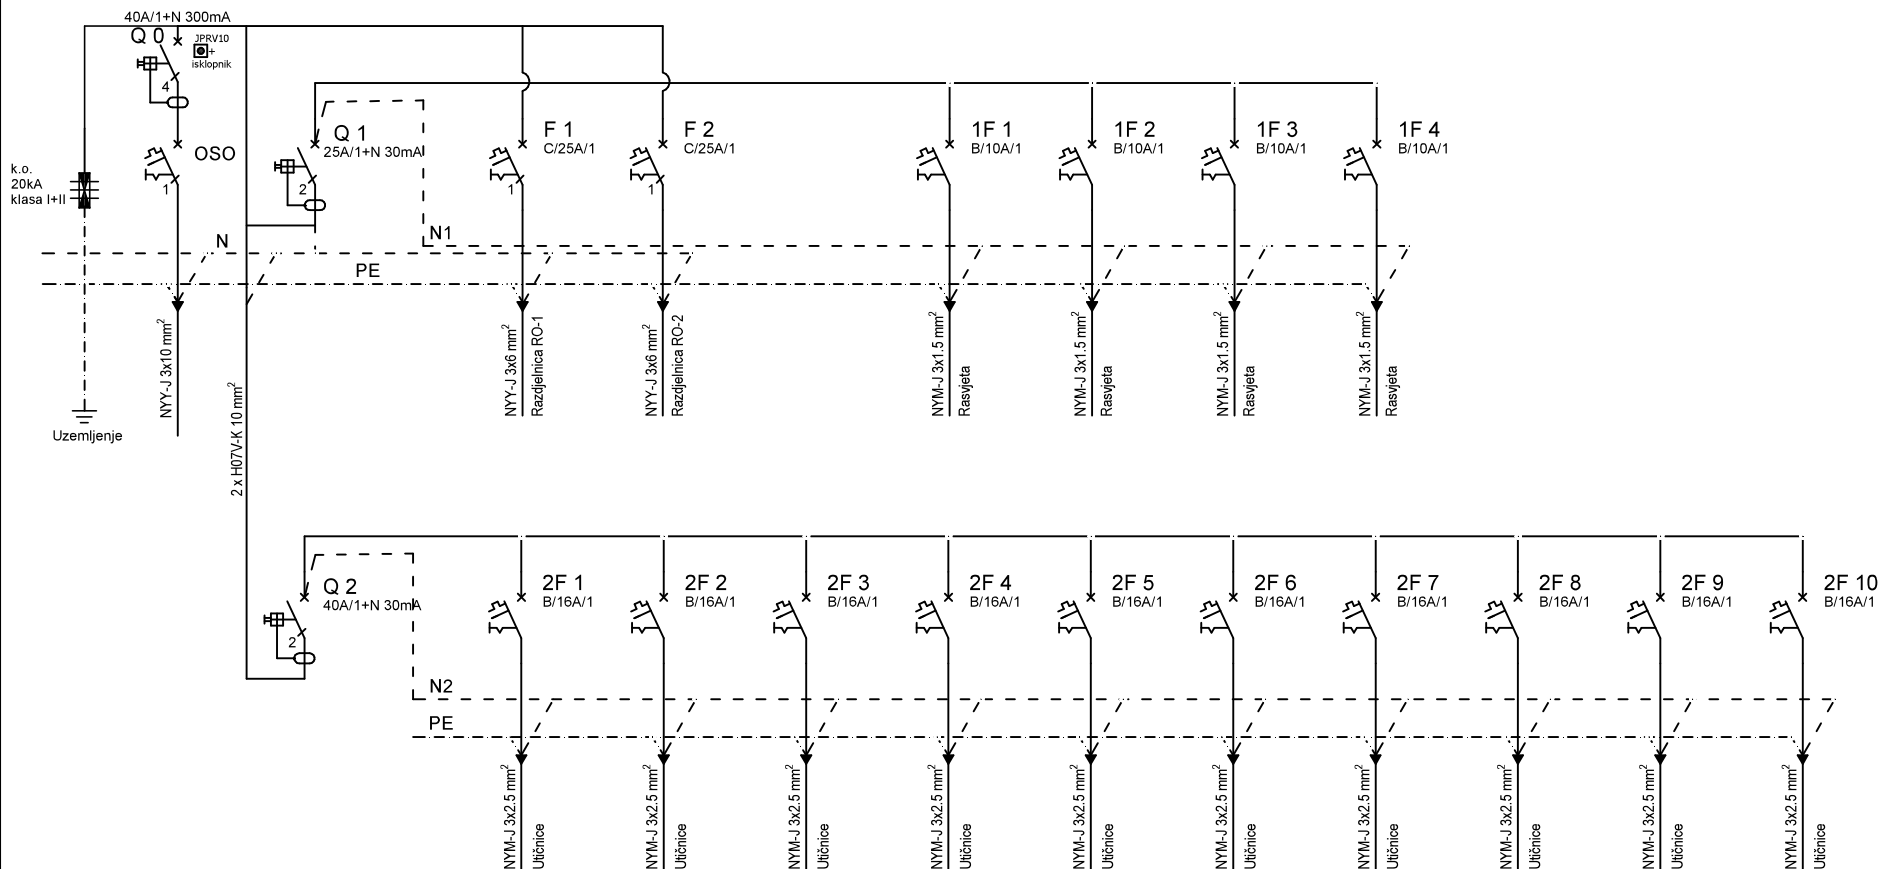 40A/1+N 300mA
Q 0
JPRV10
+
isklopnik
4
OSO
1
k.o.
20kA
klasa I+II
Uzemljenje
Q 1
25A/1+N 30mA
2
F 1
C/25A/1
1
F 2
C/25A/1
1
1F 1
B/10A/1
1F 2
B/10A/1
1F 3
B/10A/1
1F 4
B/10A/1
N
N1
PE
NYY-J 3x10 mm²
2 x H07V-K 10 mm²
NYY-J 3x6 mm²
Razdjelnica RO-1
NYY-J 3x6 mm²
Razdjelnica RO-2
NYM-J 3x1.5 mm²
Rasvjeta
NYM-J 3x1.5 mm²
Rasvjeta
NYM-J 3x1.5 mm²
Rasvjeta
NYM-J 3x1.5 mm²
Rasvjeta
Q 2
40A/1+N 30mA
2
2F 1
B/16A/1
2F 2
B/16A/1
2F 3
B/16A/1
2F 4
B/16A/1
2F 5
B/16A/1
2F 6
B/16A/1
2F 7
B/16A/1
2F 8
B/16A/1
2F 9
B/16A/1
2F 10
B/16A/1
N2
PE
NYM-J 3x2.5 mm²
Utičnice
NYM-J 3x2.5 mm²
Utičnice
NYM-J 3x2.5 mm²
Utičnice
NYM-J 3x2.5 mm²
Utičnice
NYM-J 3x2.5 mm²
Utičnice
NYM-J 3x2.5 mm²
Utičnice
NYM-J 3x2.5 mm²
Utičnice
NYM-J 3x2.5 mm²
Utičnice
NYM-J 3x2.5 mm²
Utičnice
NYM-J 3x2.5 mm²
Utičnice